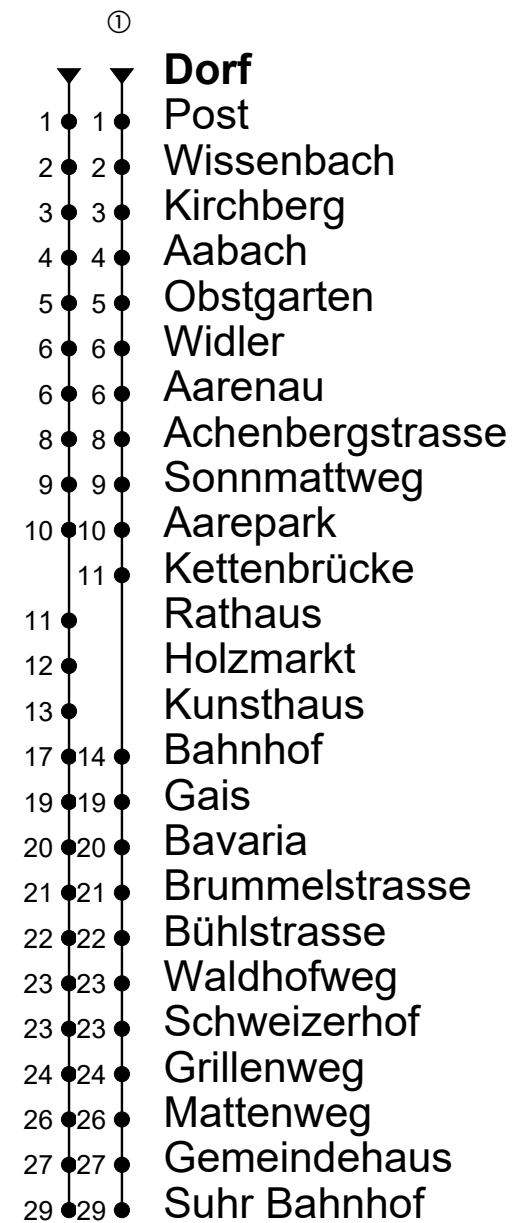 ①
Dorf
1 1 Post
2 2 Wissenbach
3 3 Kirchberg
4 4 Aabach
5 5 Obstgarten
6 6 Widler
6 6 Aarenau
8 8 Achenbergstrasse
9 9 Sonnmattweg
10 10 Aarepark
11 Kettenbrücke
11 Rathaus
12 Holzmarkt
13 Kunsthaus
17 14 Bahnhof
19 19 Gais
20 20 Bavaria
21 21 Brummelstrasse
22 22 Bühlstrasse
23 23 Waldhofweg
23 23 Schweizerhof
24 24 Grillenweg
26 26 Mattenweg
27 27 Gemeindehaus
29 29 Suhr Bahnhof